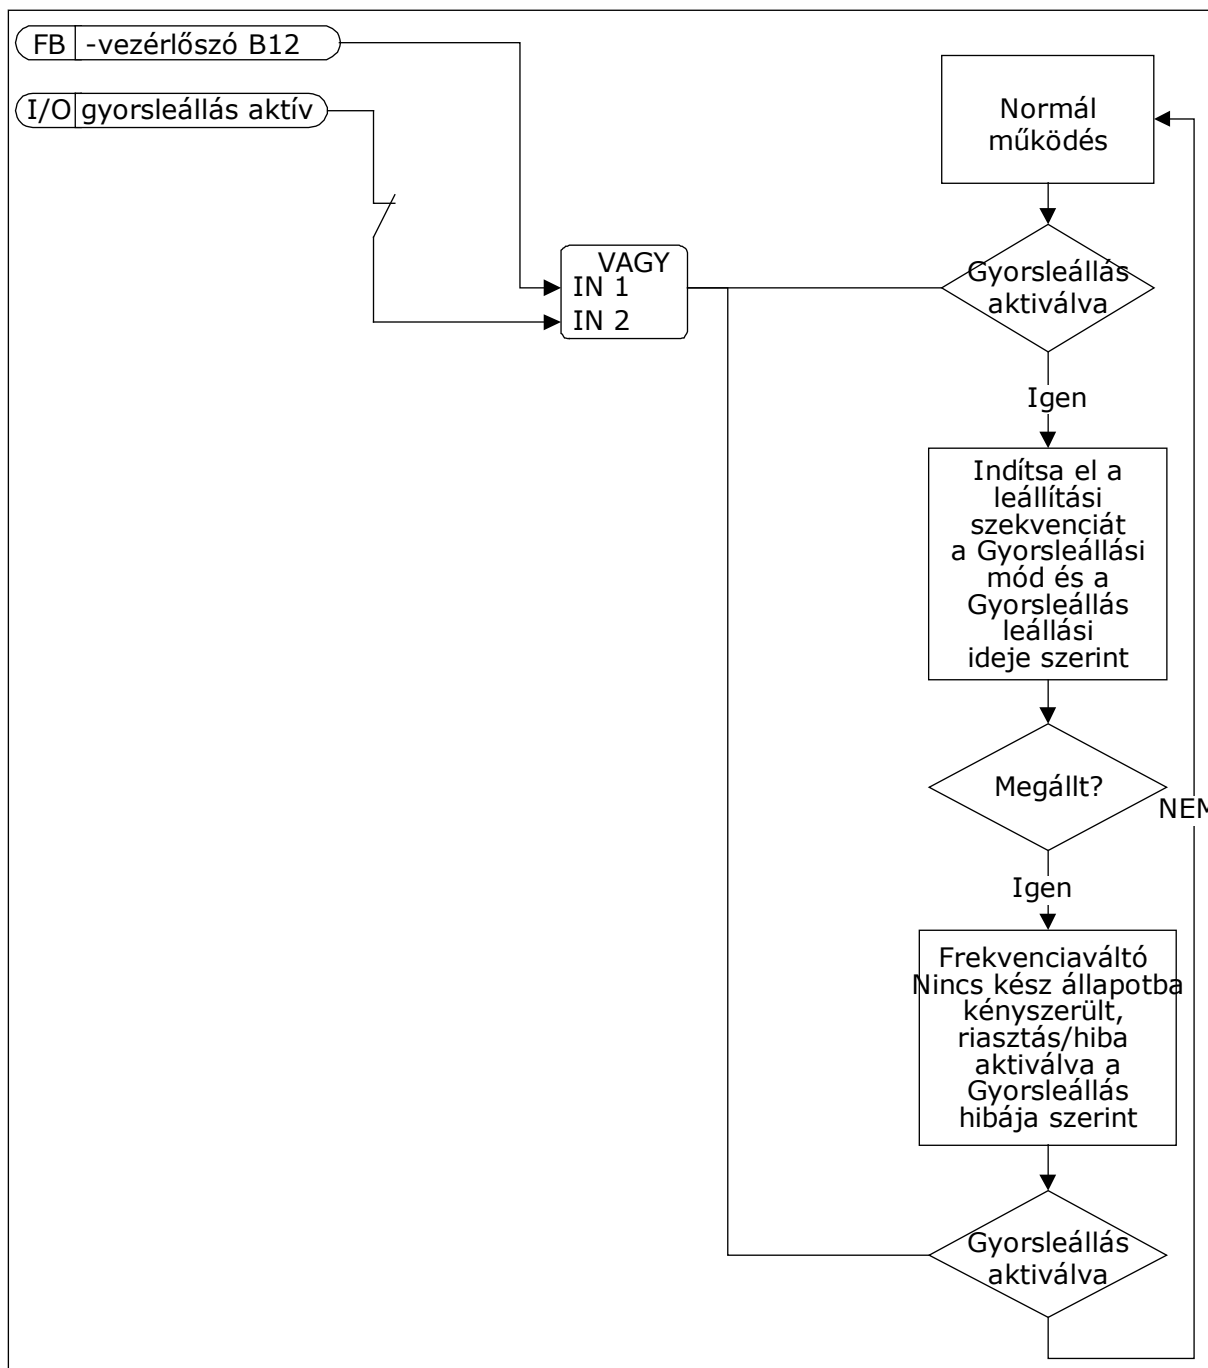 FB -vezérlőszó B12
I/O gyorsleállás aktív
Normál
működés
VAGY
IN 1
IN 2
Gyorsleállás
aktiválva
Igen
Indítsa el a
leállítási
szekvenciát
a Gyorsleállási
mód és a
Gyorsleállás
leállási
ideje szerint
Megállt?
NEM
Igen
Frekvenciaváltó
Nincs kész állapotba
kényszerült,
riasztás/hiba
aktiválva a
Gyorsleállás
hibája szerint
Gyorsleállás
aktiválva